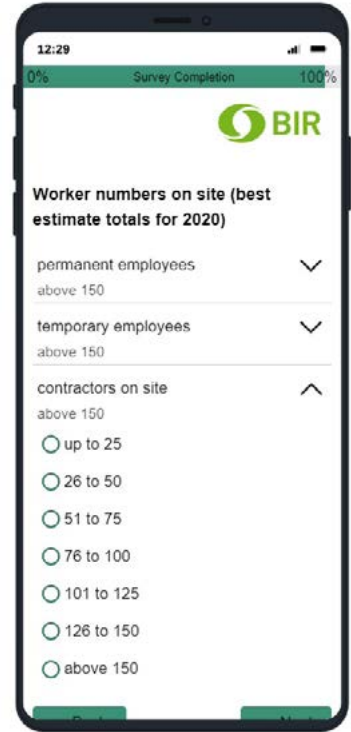 12:29
0% Survey Completion 100%
BIR
Worker numbers on site (best
estimate totals for 2020)
permanent employees
above 150
temporary employees
above 150
contractors on site
above 150
up to 25
26 to 50
51 to 75
76 to 100
101 to 125
126 to 150
above 150